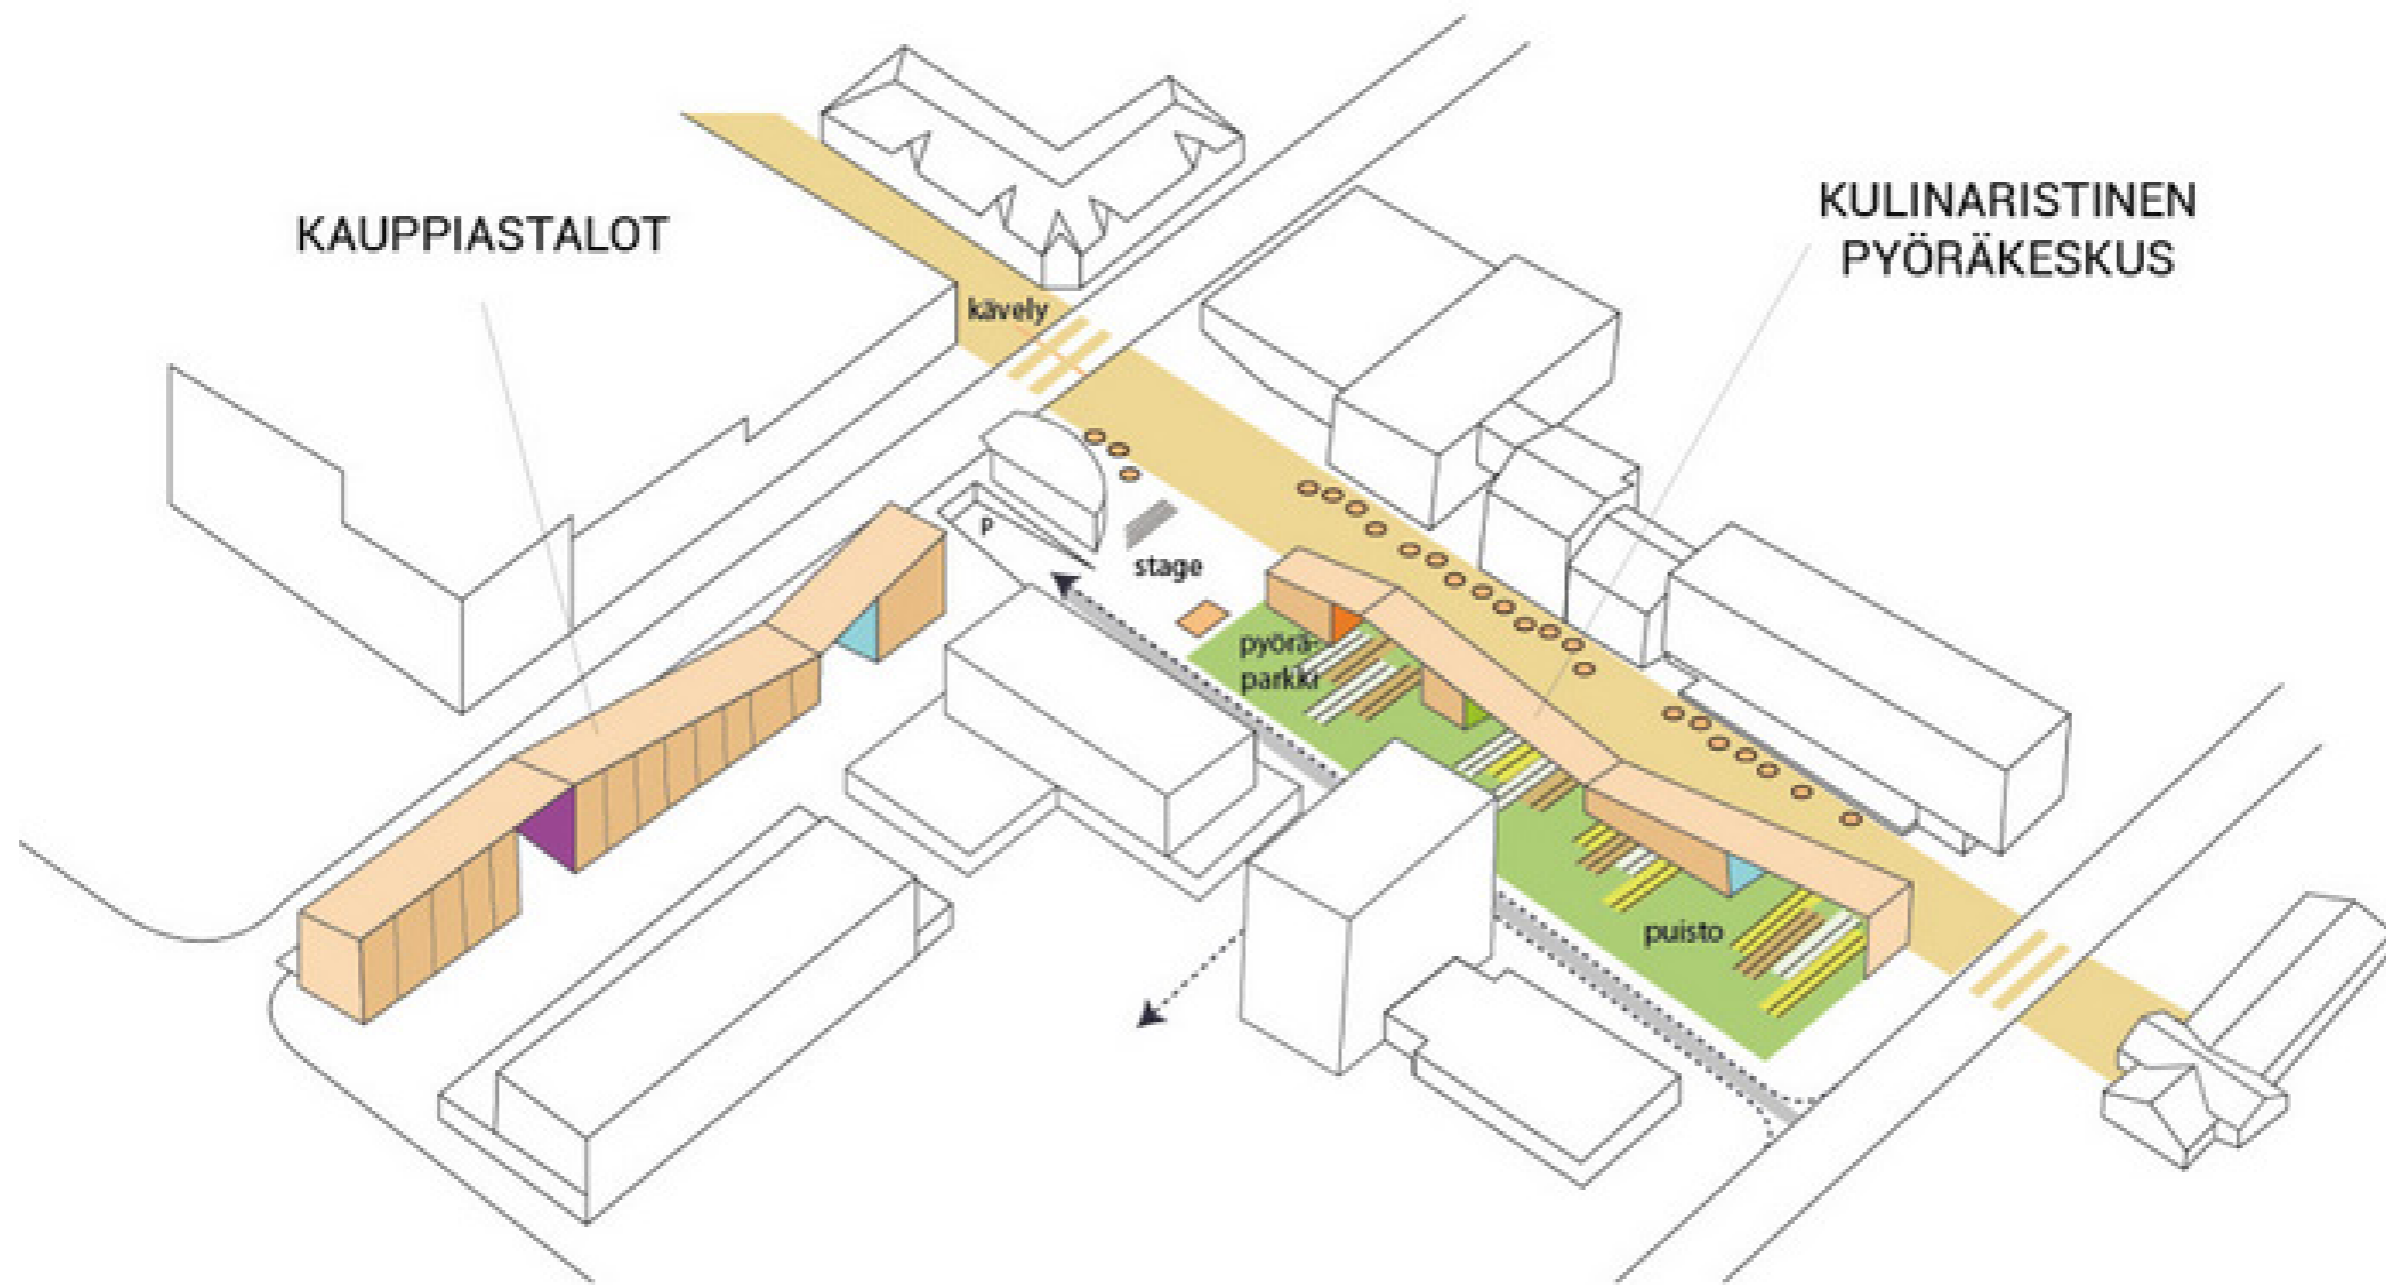 KAUPPIASTALOT
KULINARISTINEN
PYÖRÄKESKUS
kävely
P
stage
pyörä-
parkki
puisto